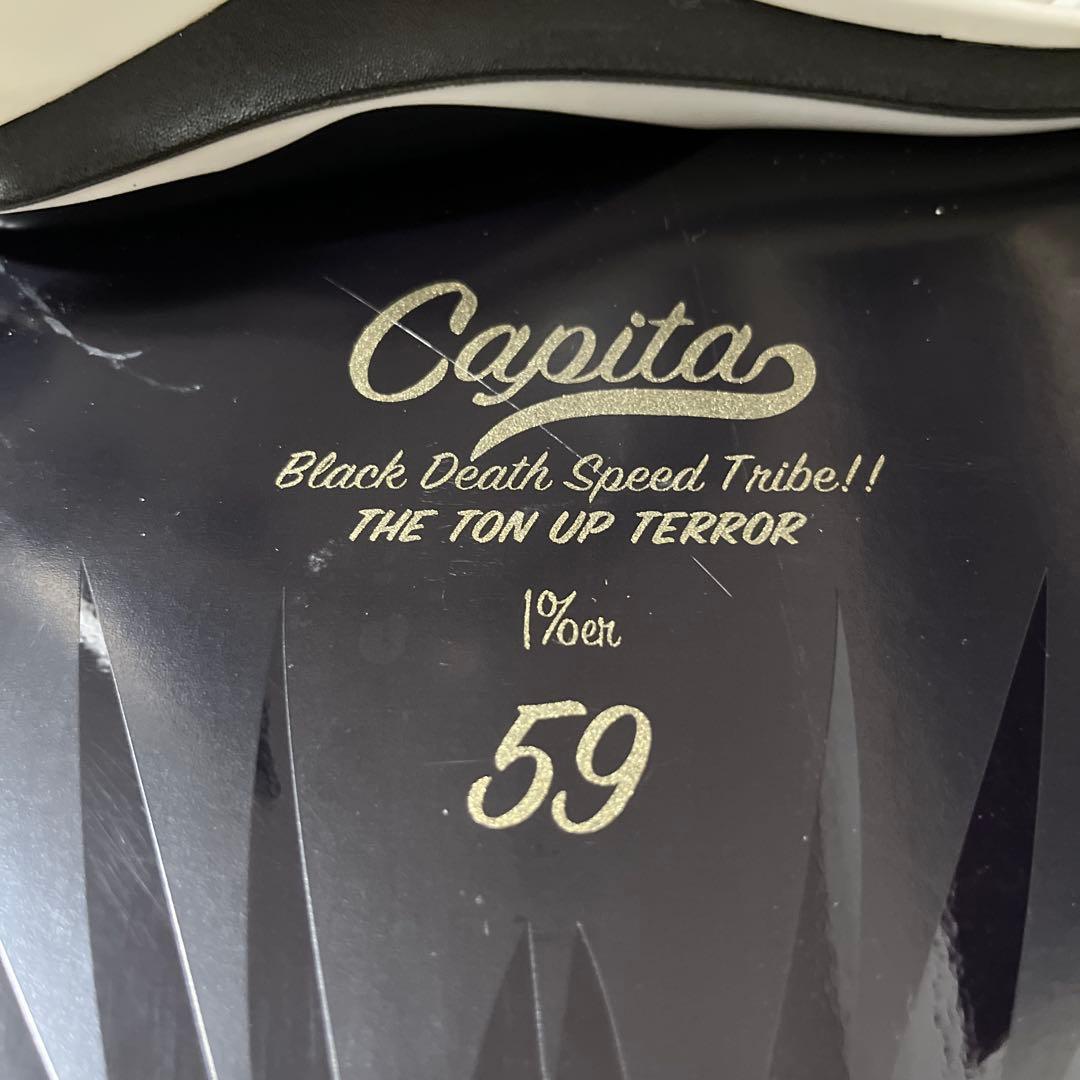 Capita
Black Death Speed Tribe!!
THE TON UP TERROR
1%er
59